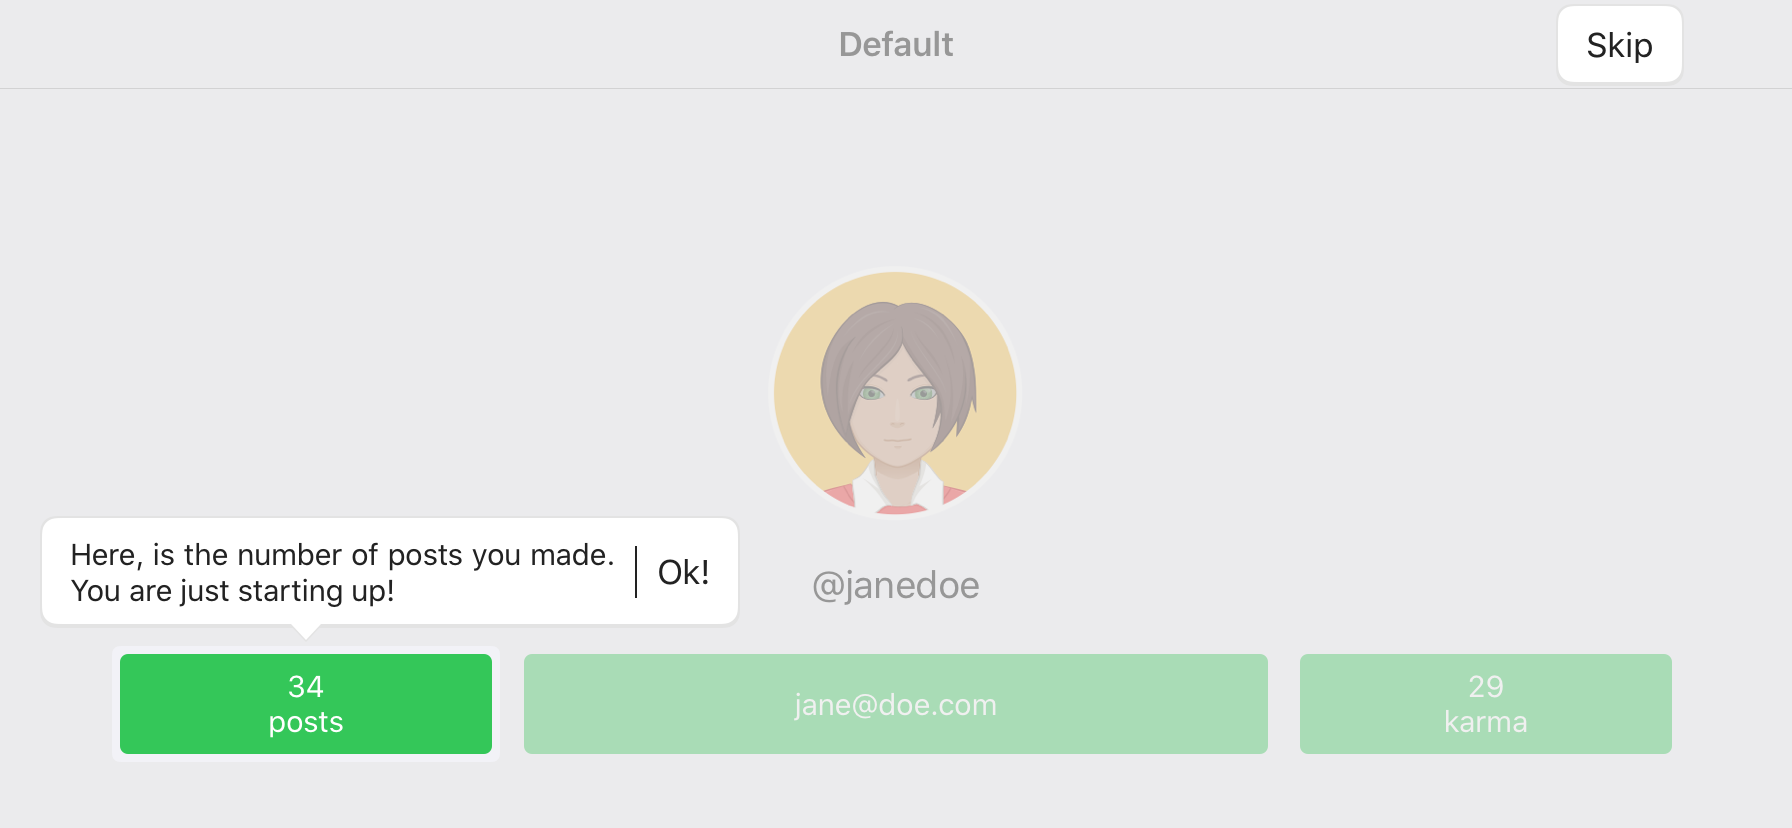 Default
Skip
Here, is the number of posts you made.
You are just starting up!
Ok!
@janedoe
34
posts
jane@doe.com
29
karma